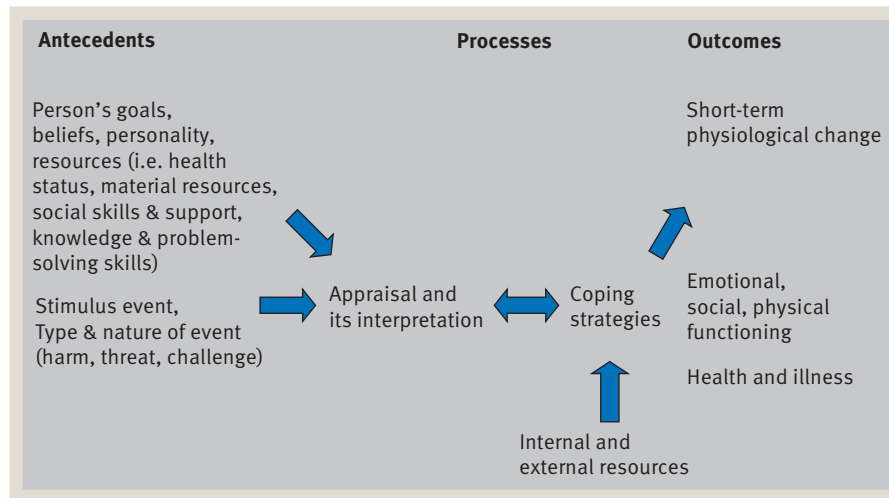 Antecedents
Processes
Outcomes
Person's goals,
beliefs, personality,
resources (i.e. health
status, material resources,
social skills & support,
knowledge & problem-
solving skills)
Stimulus event,
Type & nature of event
(harm, threat, challenge)
Appraisal and
its interpretation
Coping
strategies
Internal and
external resources
Short-term
physiological change
Emotional,
social, physical
functioning
Health and illness